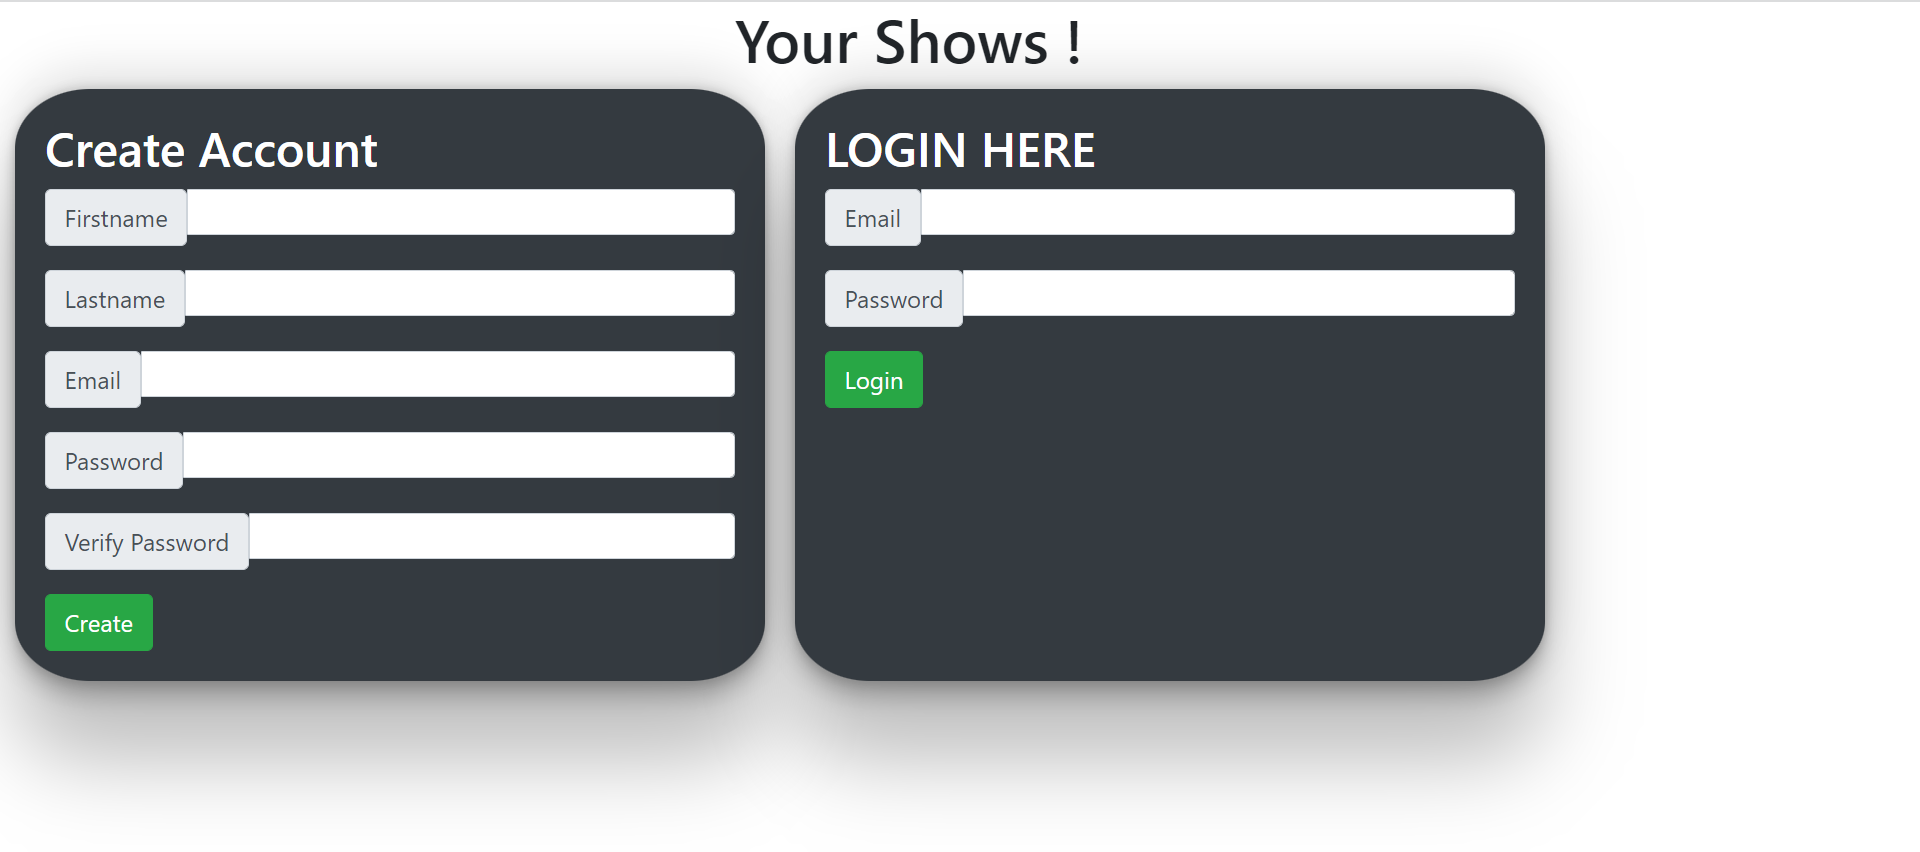 Your Shows !
Create Account
Firstname
Lastname
Email
Password
Verify Password
Create
LOGIN HERE
Email
Password
Login